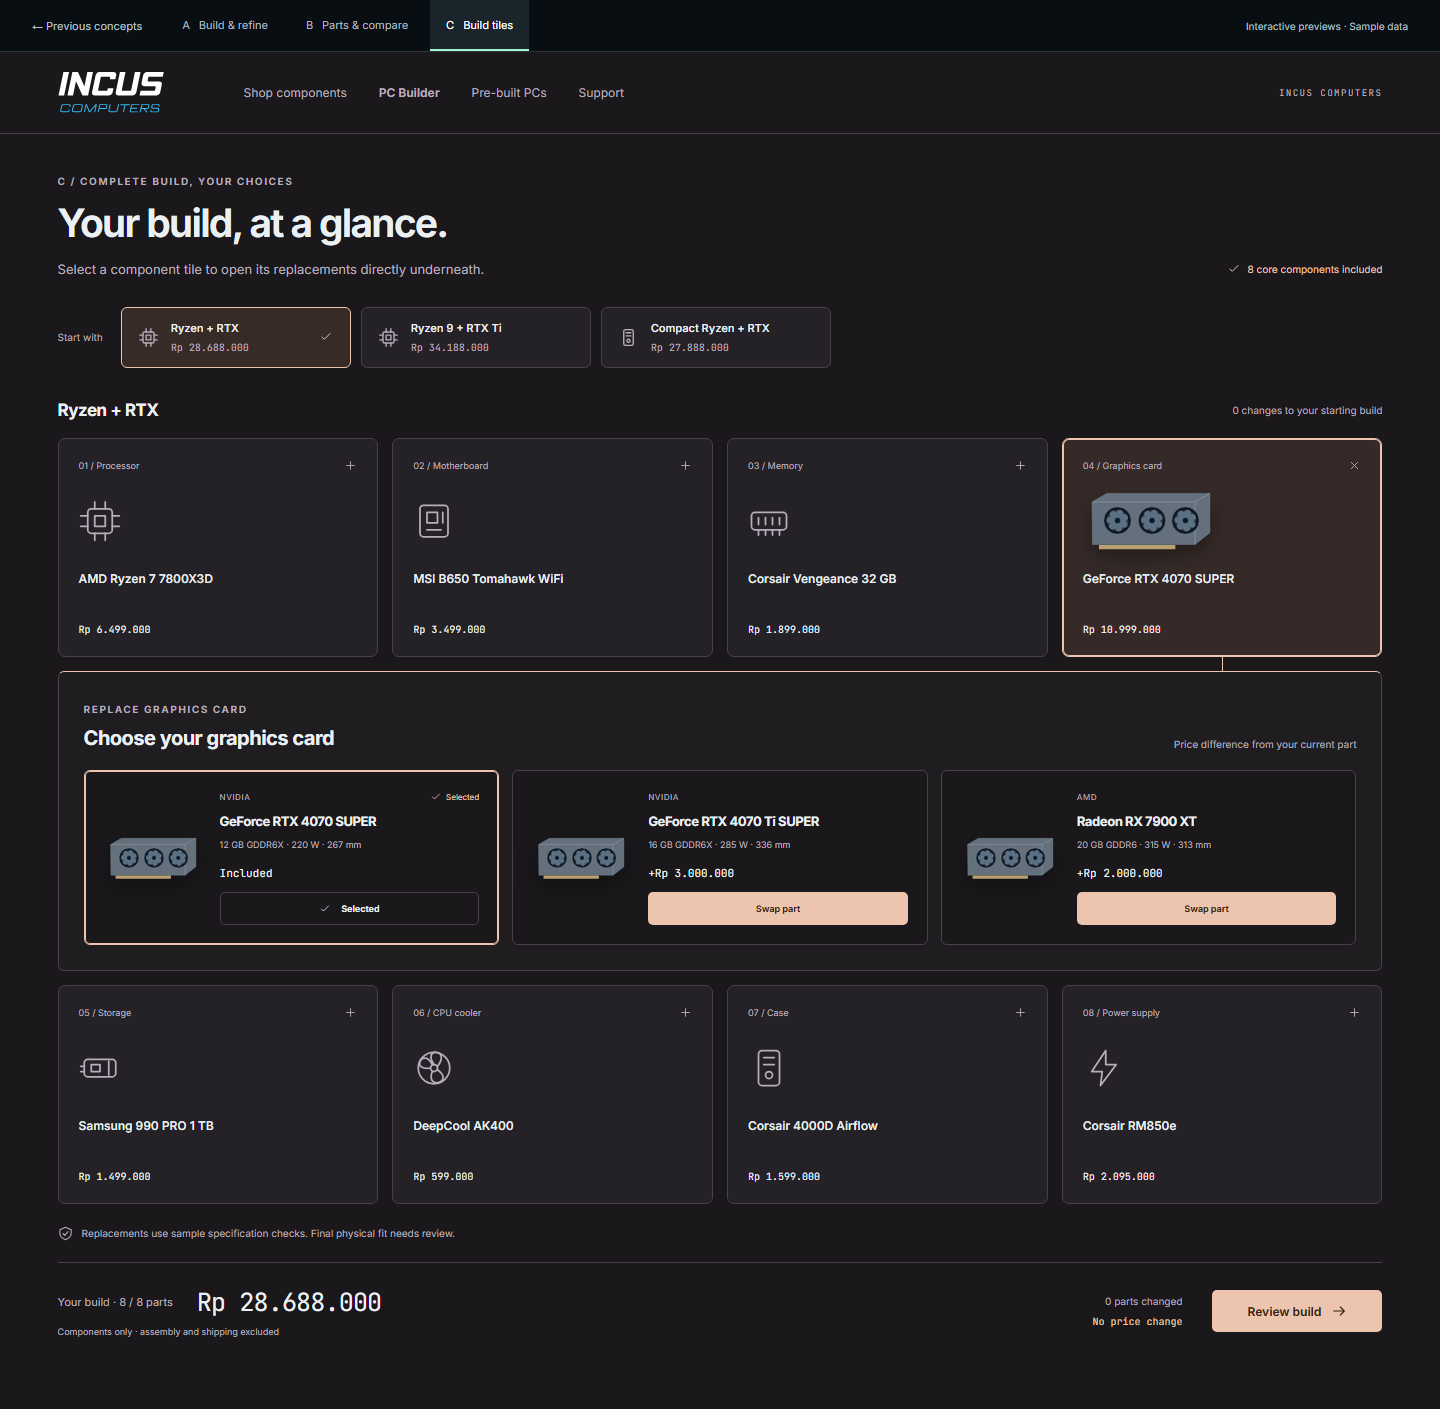 ← Previous concepts
A Build & refine
B Parts & compare
C Build tiles
Interactive previews · Sample data
INCUS
COMPUTERS
Shop components
PC Builder
Pre-built PCs
Support
INCUS COMPUTERS
C / COMPLETE BUILD, YOUR CHOICES
Your build, at a glance.
Select a component tile to open its replacements directly underneath.
8 core components included
Start with
Ryzen + RTX
Rp 28.688.000
Ryzen 9 + RTX Ti
Rp 34.188.000
Compact Ryzen + RTX
Rp 27.888.000
Ryzen + RTX
0 changes to your starting build
01 / Processor
AMD Ryzen 7 7800X3D
Rp 6.499.000
02 / Motherboard
MSI B650 Tomahawk WiFi
Rp 3.499.000
03 / Memory
Corsair Vengeance 32 GB
Rp 1.899.000
04 / Graphics card
GeForce RTX 4070 SUPER
Rp 10.999.000
REPLACE GRAPHICS CARD
Choose your graphics card
Price difference from your current part
NVIDIA
Selected
GeForce RTX 4070 SUPER
12 GB GDDR6X · 220 W · 267 mm
Included
Selected
NVIDIA
GeForce RTX 4070 Ti SUPER
16 GB GDDR6X · 285 W · 336 mm
+Rp 3.000.000
Swap part
AMD
Radeon RX 7900 XT
20 GB GDDR6 · 315 W · 313 mm
+Rp 2.000.000
Swap part
05 / Storage
Samsung 990 PRO 1 TB
Rp 1.499.000
06 / CPU cooler
DeepCool AK400
Rp 599.000
07 / Case
Corsair 4000D Airflow
Rp 1.599.000
08 / Power supply
Corsair RM850e
Rp 2.095.000
Replacements use sample specification checks. Final physical fit needs review.
Your build · 8 / 8 parts
Rp 28.688.000
Components only · assembly and shipping excluded
0 parts changed
No price change
Review build →